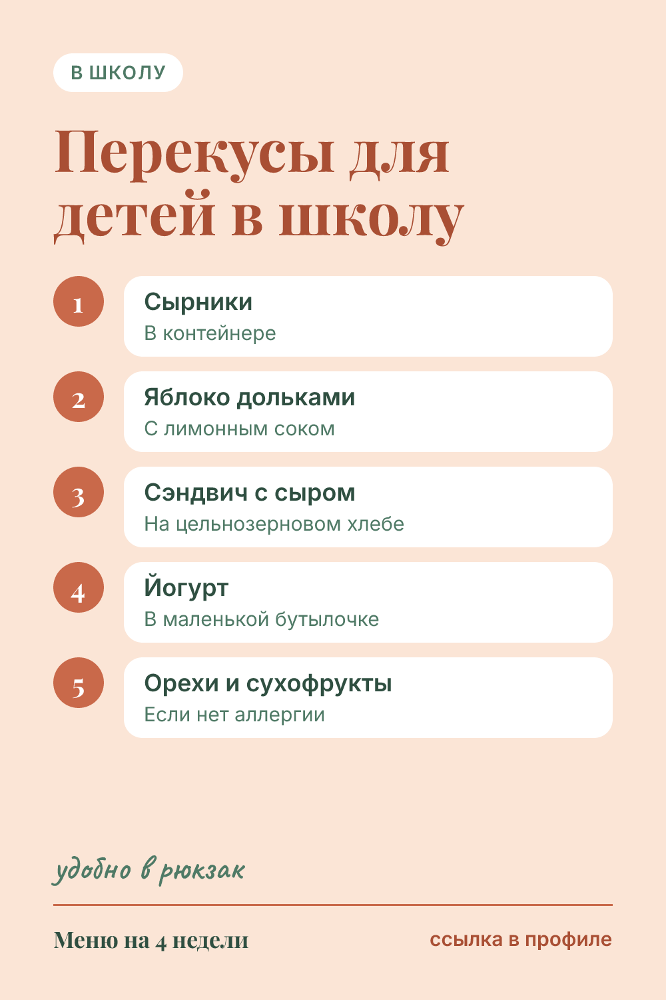 В ШКОЛУ
Перекусы для
детей в школу
1
Сырники
В контейнере
2
Яблоко дольками
С лимонным соком
3
Сэндвич с сыром
На цельнозерновом хлебе
4
Йогурт
В маленькой бутылочке
5
Орехи и сухофрукты
Если нет аллергии
удобно в рюкзак
Меню на 4 недели
ссылка в профиле